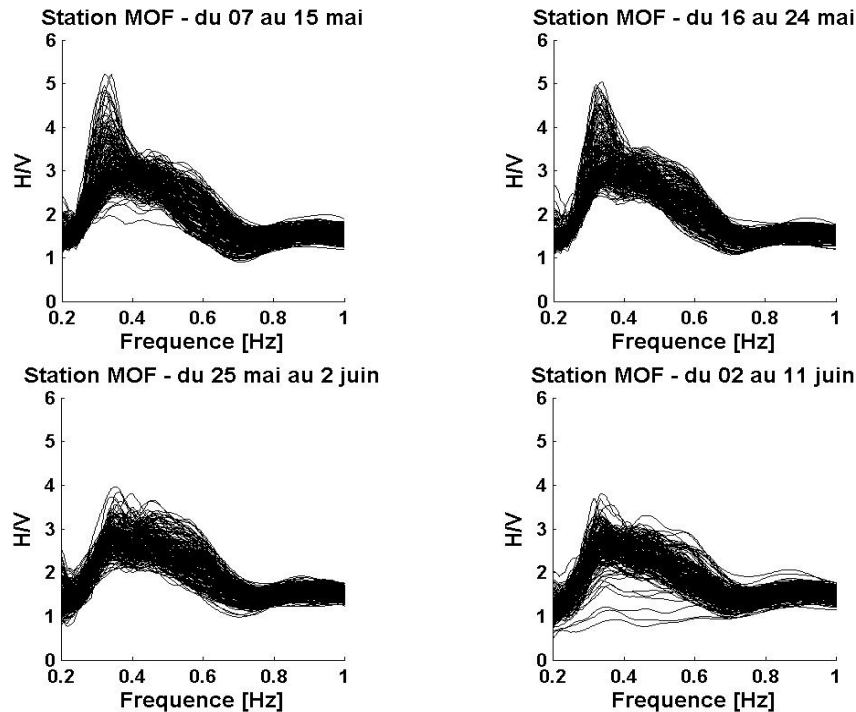 Station MOF - du 07 au 15 mai
6
5
4
3
2
1
0
H/V
0.2 0.4 0.6 0.8 1
Frequence [Hz]
Station MOF - du 16 au 24 mai
6
5
4
3
2
1
0
H/V
0.2 0.4 0.6 0.8 1
Frequence [Hz]
Station MOF - du 25 mai au 2 juin
6
5
4
3
2
1
0
H/V
0.2 0.4 0.6 0.8 1
Frequence [Hz]
Station MOF - du 02 au 11 juin
6
5
4
3
2
1
0
H/V
0.2 0.4 0.6 0.8 1
Frequence [Hz]